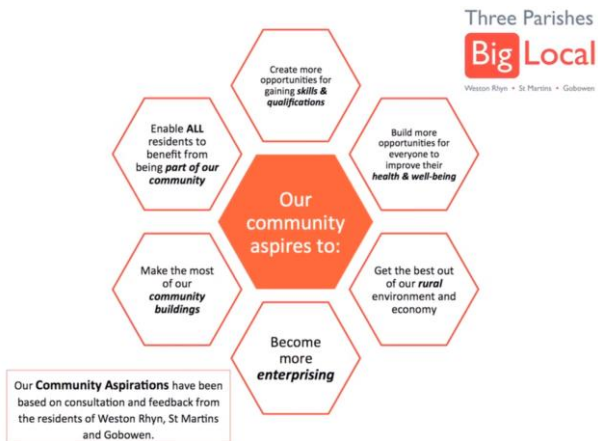 Three Parishes
Big Local
Weston Rhyn • St Martins • Gobowen
Create more
opportunities for
gaining skills &
qualifications
Build more
opportunities for
everyone to
improve their
health & well-being
Get the best out
of our rural
environment and
economy
Become
more
enterprising
Make the most
of our
community
buildings
Enable ALL
residents to
benefit from
being part of our
community
Our
community
aspires to:
Our Community Aspirations have been
based on consultation and feedback from
the residents of Weston Rhyn, St Martins
and Gobowen.